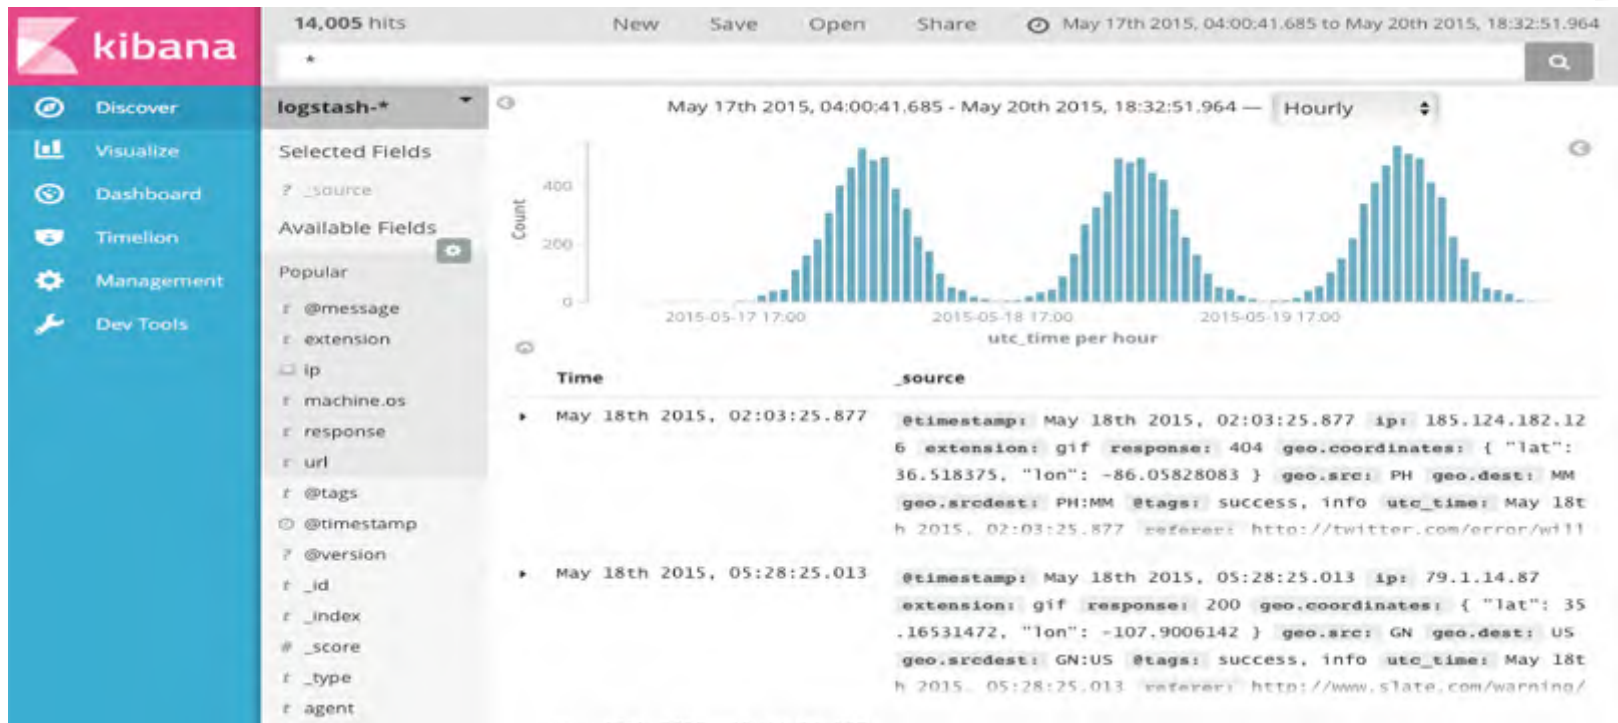 kibana
Discover
Visualize
Dashboard
Timelion
Management
Dev Tools
14,005 hits
New Save Open Share May 17th 2015, 04:00:41.685 to May 20th 2015, 18:32:51.964
*
logstash-*
Selected Fields
? _source
Available Fields
Popular
t @message
t extension
ip
t machine.os
t response
t url
t @tags
@timestamp
? @version
t _id
t _index
# _score
t _type
t agent
May 17th 2015, 04:00:41.685 - May 20th 2015, 18:32:51.964 — Hourly
Count
400
200
0
2015-05-17 17:00 2015-05-18 17:00 2015-05-19 17:00
utc_time per hour
Time _source
May 18th 2015, 02:03:25.877
@timestamp: May 18th 2015, 02:03:25.877 ip: 185.124.182.12
6 extension: gif response: 404 geo.coordinates: { "lat":
36.518375, "lon": -86.05828083 } geo.src: PH geo.dest: MM
geo.srcdest: PH:MM @tags: success, info utc_time: May 18t
h 2015, 02:03:25.877 referer: http://twitter.com/error/will
May 18th 2015, 05:28:25.013
@timestamp: May 18th 2015, 05:28:25.013 ip: 79.1.14.87
extension: gif response: 200 geo.coordinates: { "lat": 35
.16531472, "lon": -107.9006142 } geo.src: GN geo.dest: US
geo.srcdest: GN:US @tags: success, info utc_time: May 18t
h 2015, 05:28:25.013 referer: http://www.slate.com/warning/